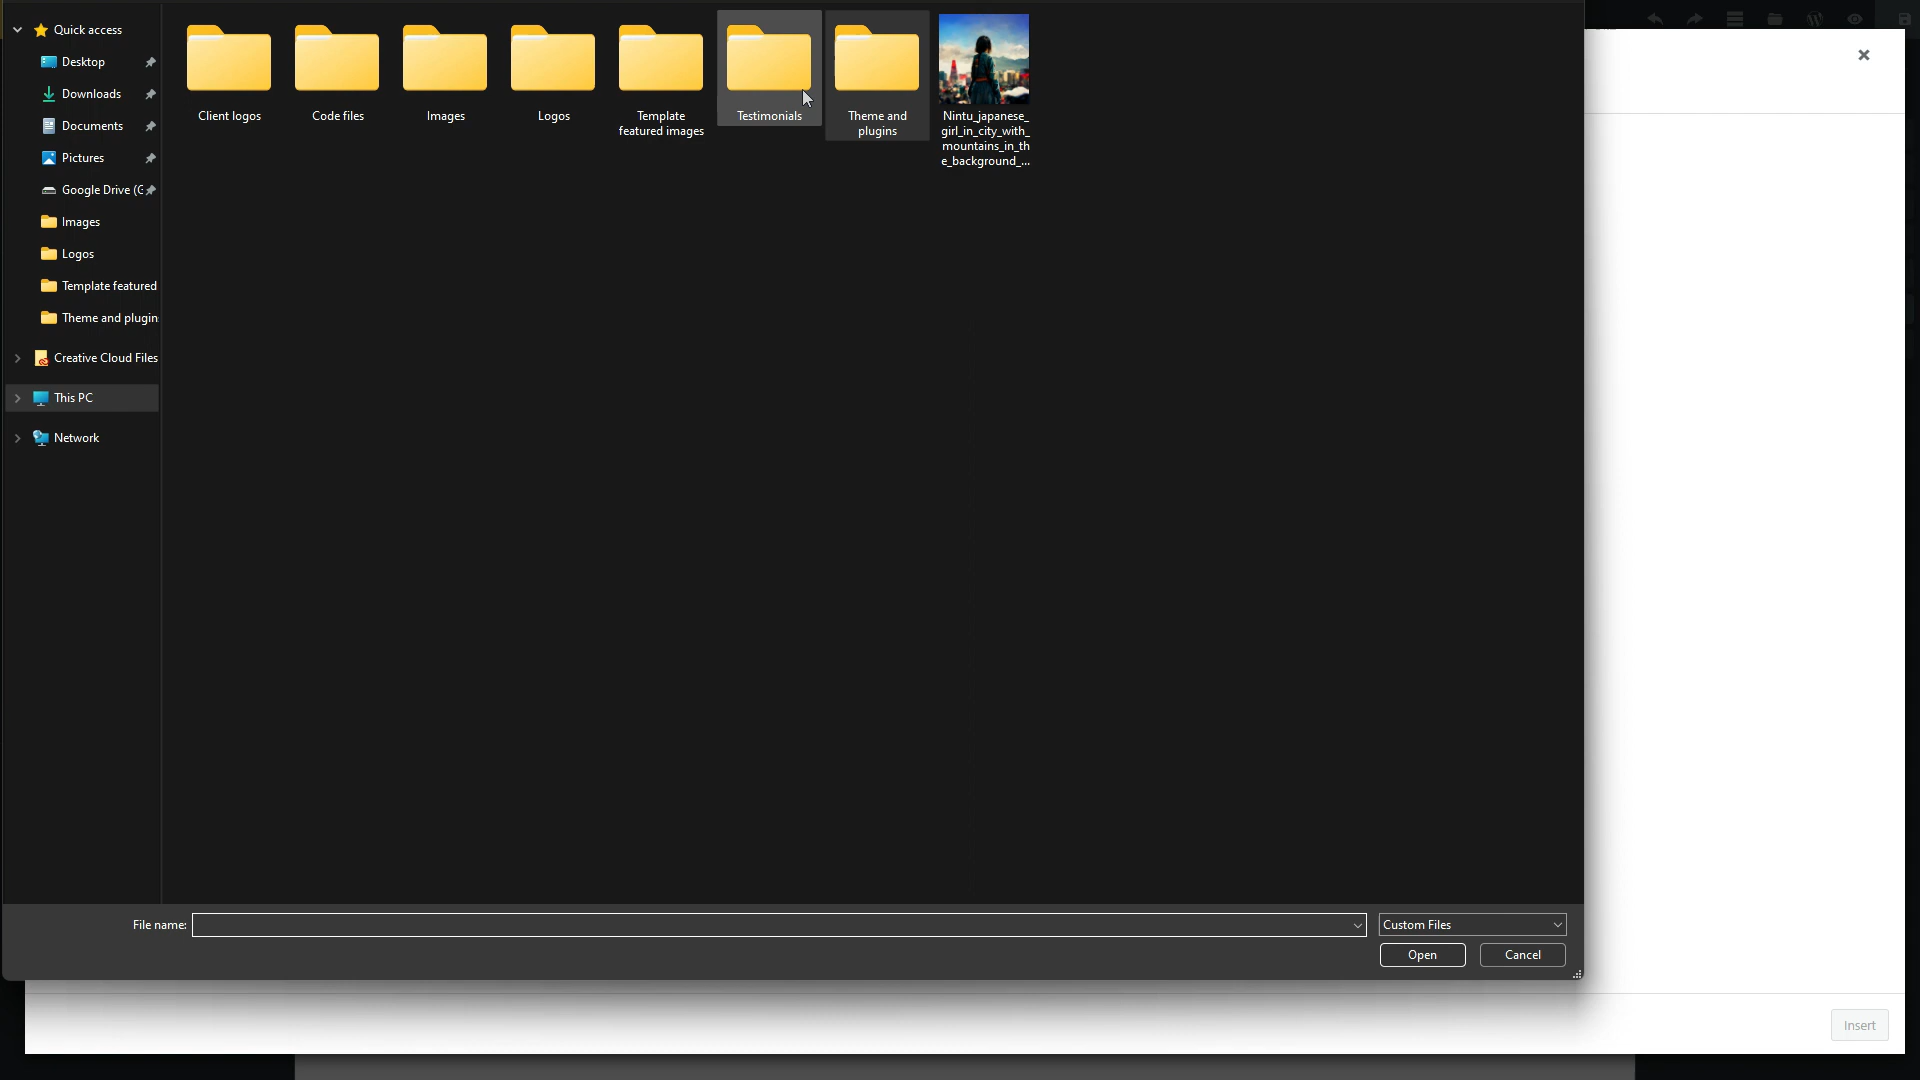 Quick access
Desktop
Downloads
Documents
Pictures
Google Drive (G
Images
Logos
Template featured
Theme and plugin
Creative Cloud Files
This PC
Network
Client logos
Code files
Images
Logos
Template
featured images
Testimonials
Theme and
plugins
Nintu_japanese_
girl_in_city_with_
mountains_in_th
e_background_...
File name:
Custom Files
Open
Cancel
Insert